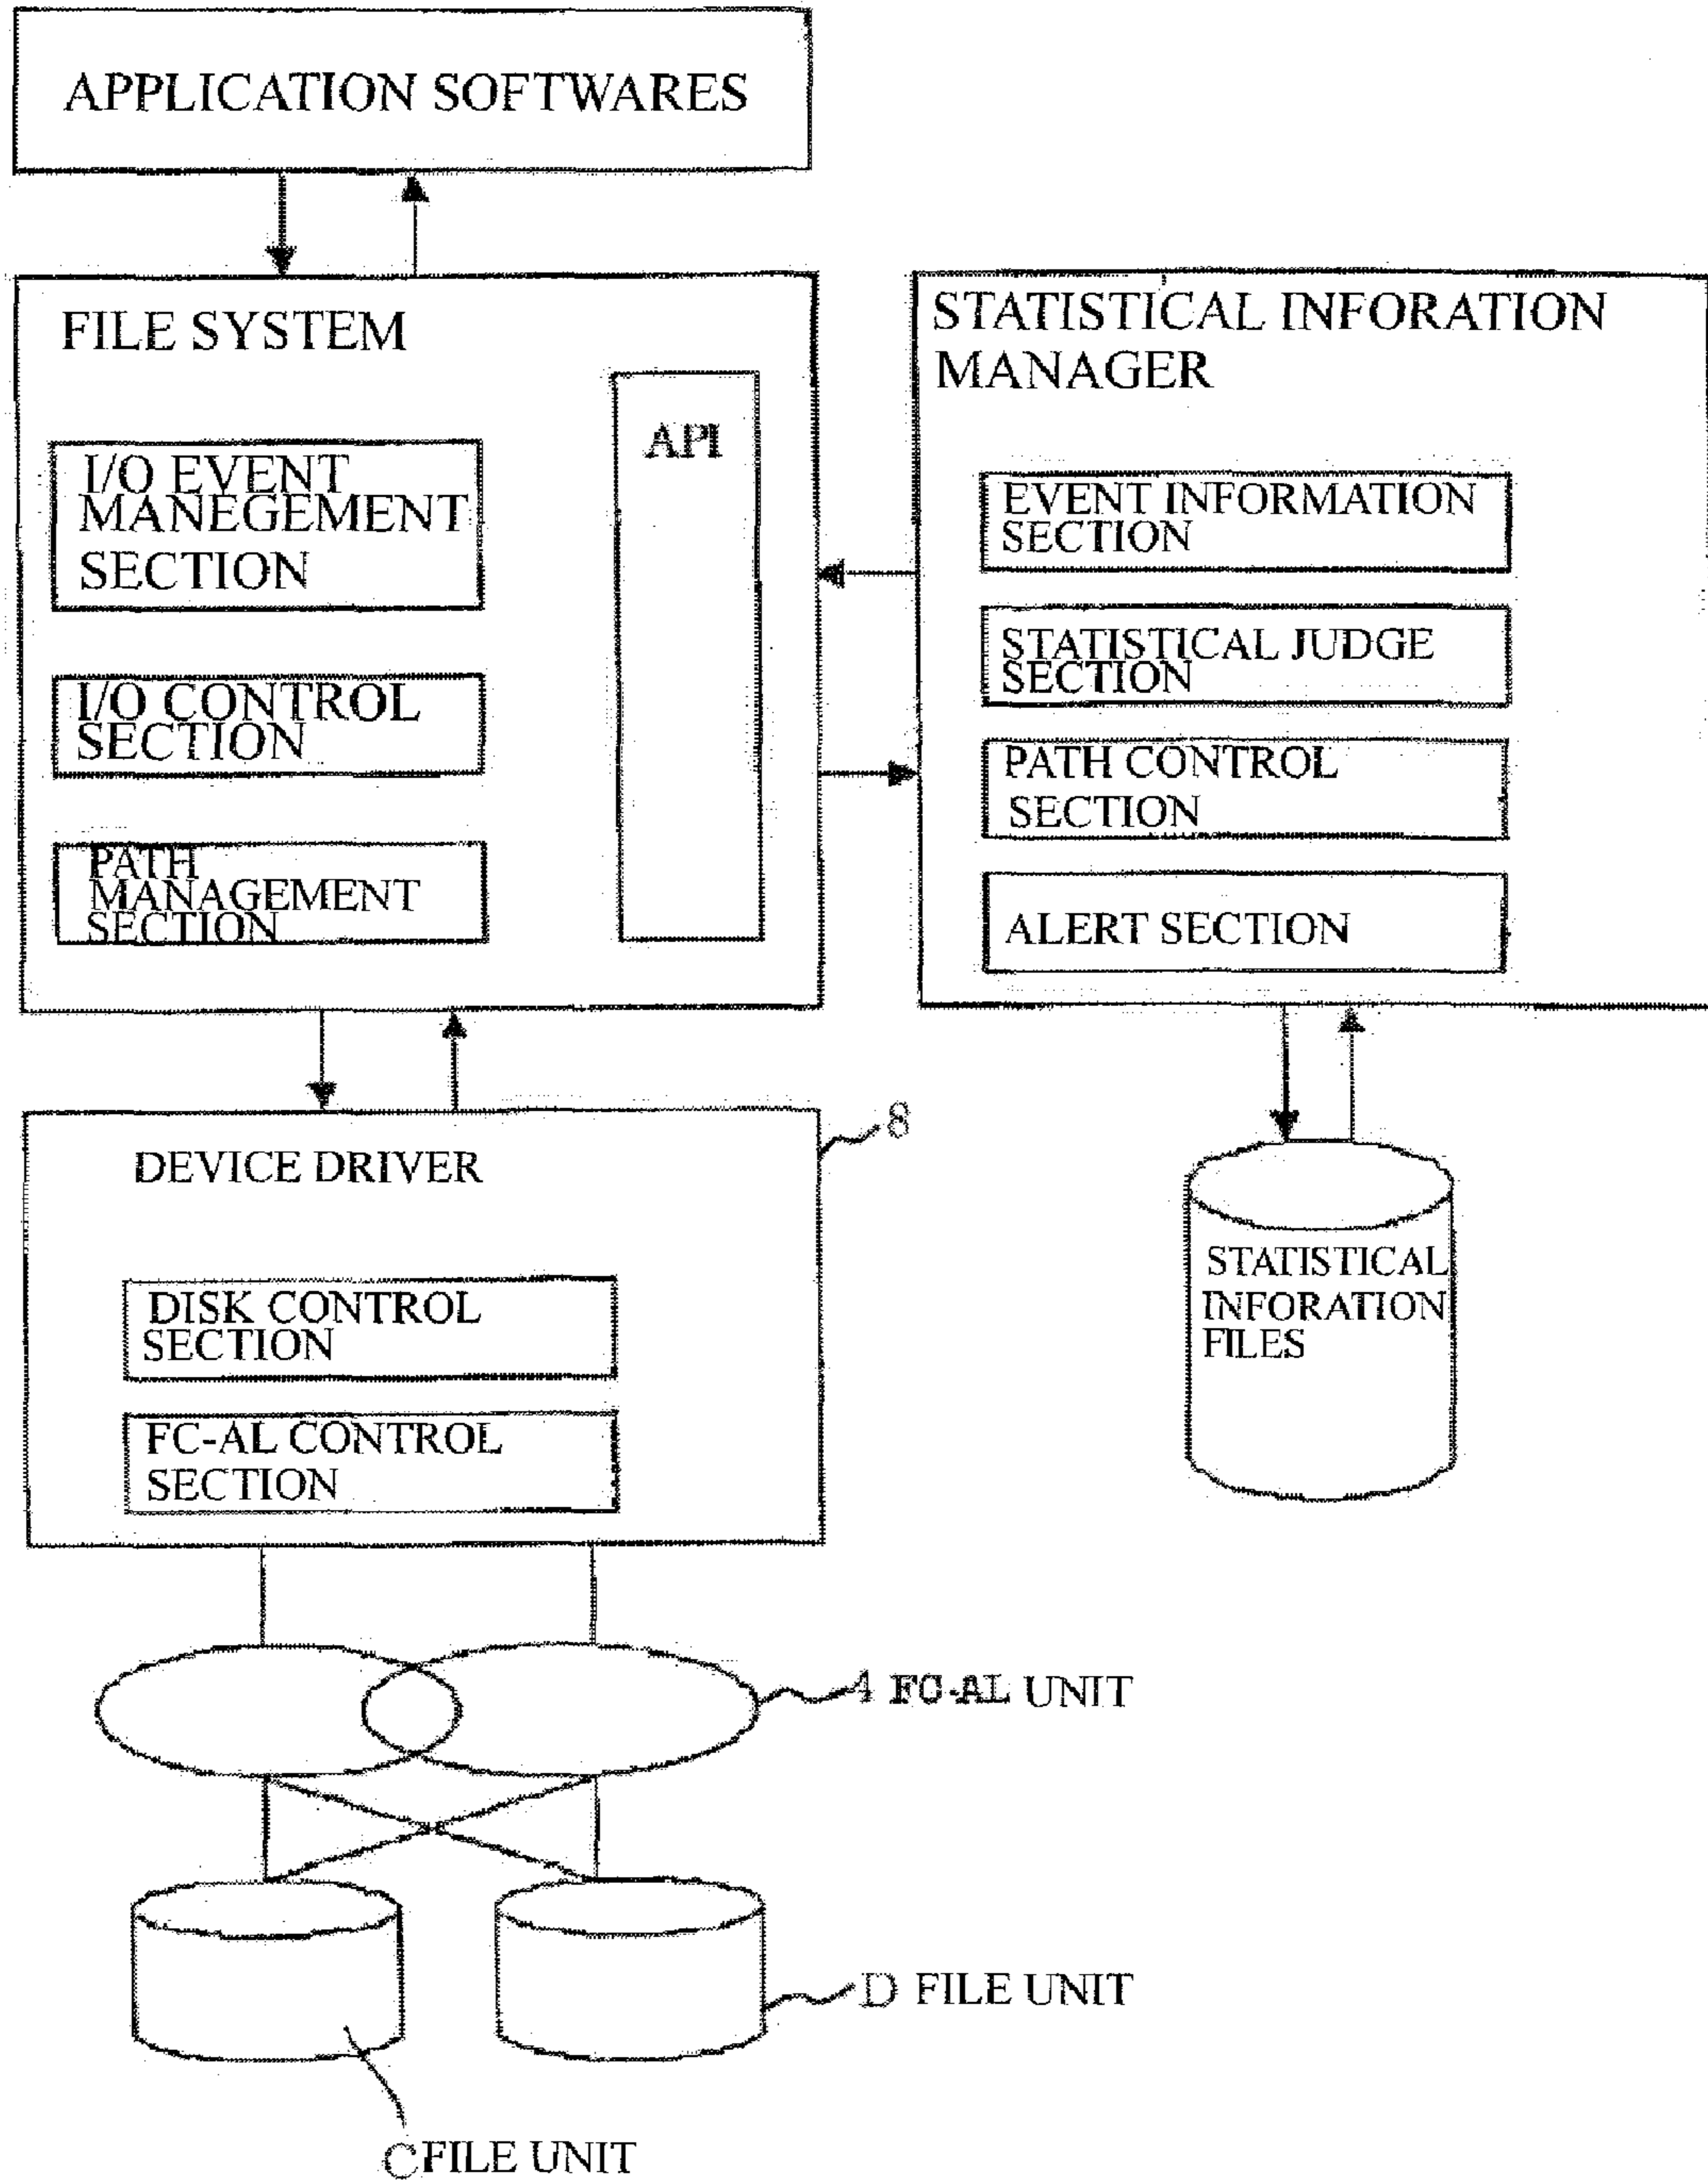 APPLICATION SOFTWARES
FILE SYSTEM
API
I/O EVENT
MANEGEMENT
SECTION
I/O CONTROL
SECTION
PATH
MANAGEMENT
SECTION
STATISTICAL INFORATION
MANAGER
EVENT INFORMATION
SECTION
STATISTICAL JUDGE
SECTION
PATH CONTROL
SECTION
ALERT SECTION
8
DEVICE DRIVER
DISK CONTROL
SECTION
FC-AL CONTROL
SECTION
STATISTICAL
INFORATION
FILES
4 FC-AL UNIT
D FILE UNIT
C FILE UNIT